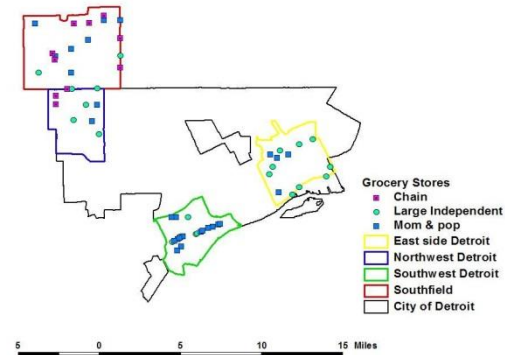 Grocery Stores
Chain
Large Independent
Mom & pop
East side Detroit
Northwest Detroit
Southwest Detroit
Southfield
City of Detroit
5 0 5 10 15 Miles